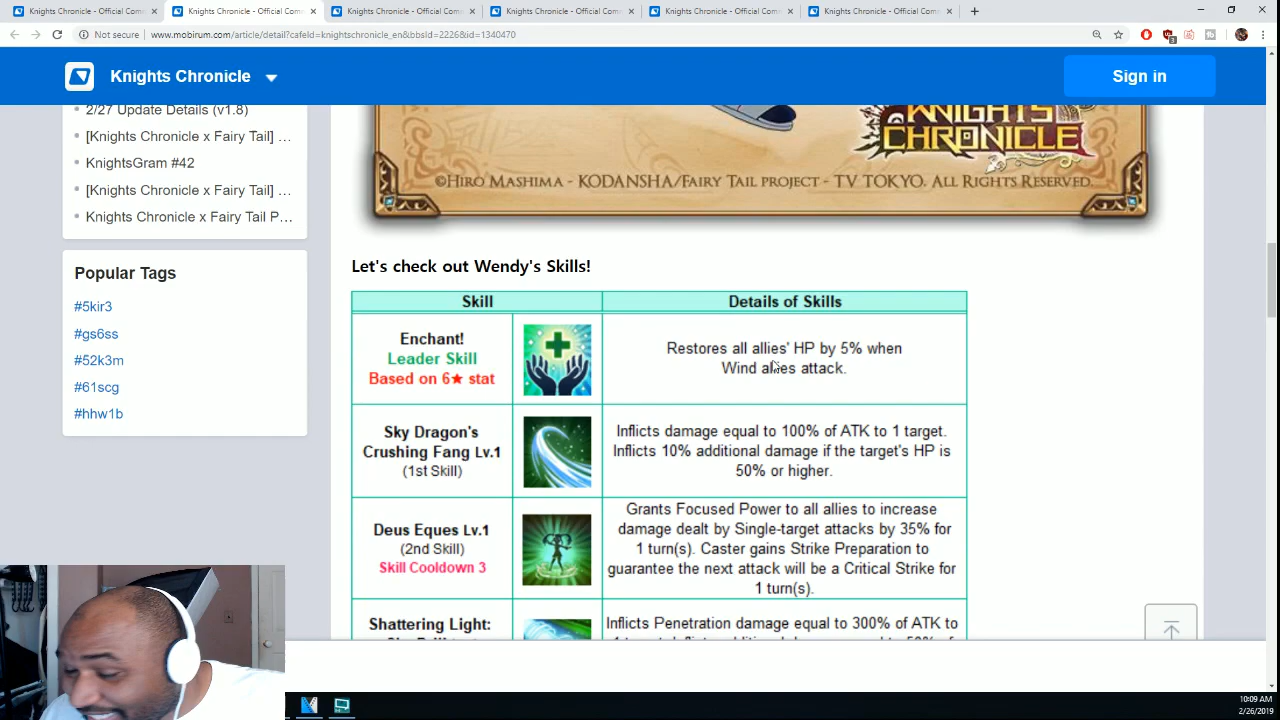 Knights Chronicle - Official Com
Knights Chronicle - Official Com
Knights Chronicle - Official Com
Knights Chronicle - Official Com
Knights Chronicle - Official Com
Knights Chronicle - Official Com
Not secure | www.mobirum.com/article/detail?cafeId=knightschronicle_en&bbsId=2226&id=1340470
Knights Chronicle
Sign in
2/27 Update Details (v1.8)
[Knights Chronicle x Fairy Tail] ...
KnightsGram #42
[Knights Chronicle x Fairy Tail] ...
Knights Chronicle x Fairy Tail P...
Popular Tags
#5kir3
#gs6ss
#52k3m
#61scg
#hhw1b
KNIGHTS
CHRONICLE
©HIRO MASHIMA - KODANSHA/FAIRY TAIL PROJECT - TV TOKYO. ALL RIGHTS RESERVED.
Let's check out Wendy's Skills!
Skill
Details of Skills
Enchant!
Leader Skill
Based on 6★ stat
Restores all allies' HP by 5% when
Wind allies attack.
Sky Dragon's
Crushing Fang Lv.1
(1st Skill)
Inflicts damage equal to 100% of ATK to 1 target.
Inflicts 10% additional damage if the target's HP is
50% or higher.
Deus Eques Lv.1
(2nd Skill)
Skill Cooldown 3
Grants Focused Power to all allies to increase
damage dealt by Single-target attacks by 35% for
1 turn(s). Caster gains Strike Preparation to
guarantee the next attack will be a Critical Strike for
1 turn(s).
Shattering Light:
Inflicts Penetration damage equal to 300% of ATK to
10:09 AM
2/26/2019